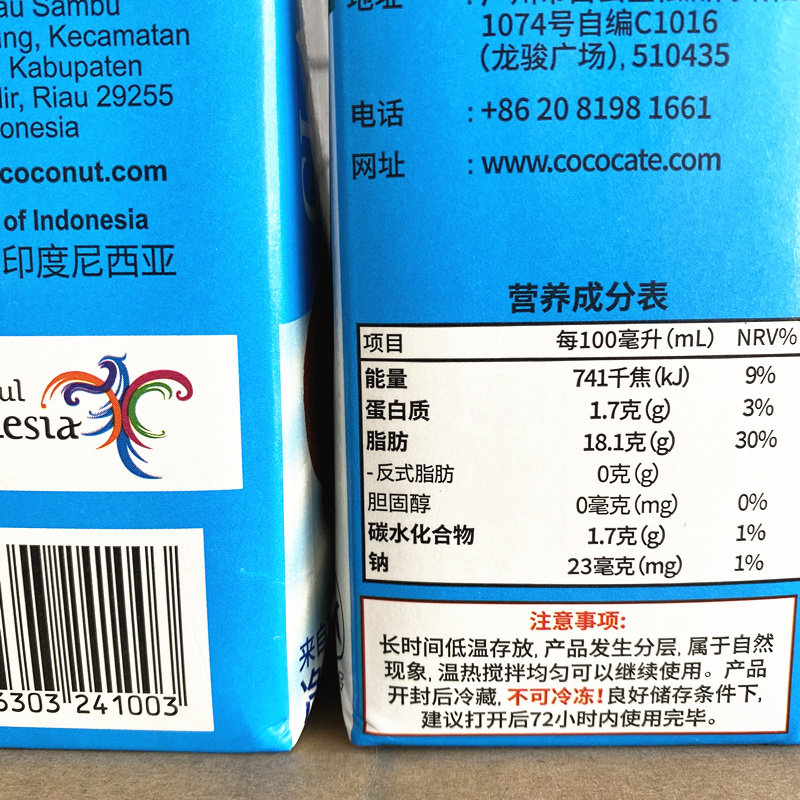 au Sambu
ung, Kecamatan
Kabupaten
lir, Riau 29255
onesia
coconut.com
of Indonesia
印度尼西亚
ul
esia
6303 241003
来自
地址 :
1074号自编C1016
(龙骏广场), 510435
电话 : +86 20 8198 1661
网址 : www.cococate.com
营养成分表
项目 每100毫升(mL) NRV%
能量 741千焦(kJ) 9%
蛋白质 1.7克(g) 3%
脂肪 18.1克(g) 30%
-反式脂肪 0克(g)
胆固醇 0毫克(mg) 0%
碳水化合物 1.7克(g) 1%
钠 23毫克(mg) 1%
注意事项:
长时间低温存放, 产品发生分层, 属于自然
现象, 温热搅拌均匀可以继续使用。产品
开封后冷藏, 不可冷冻! 良好储存条件下,
建议打开后72小时内使用完毕。